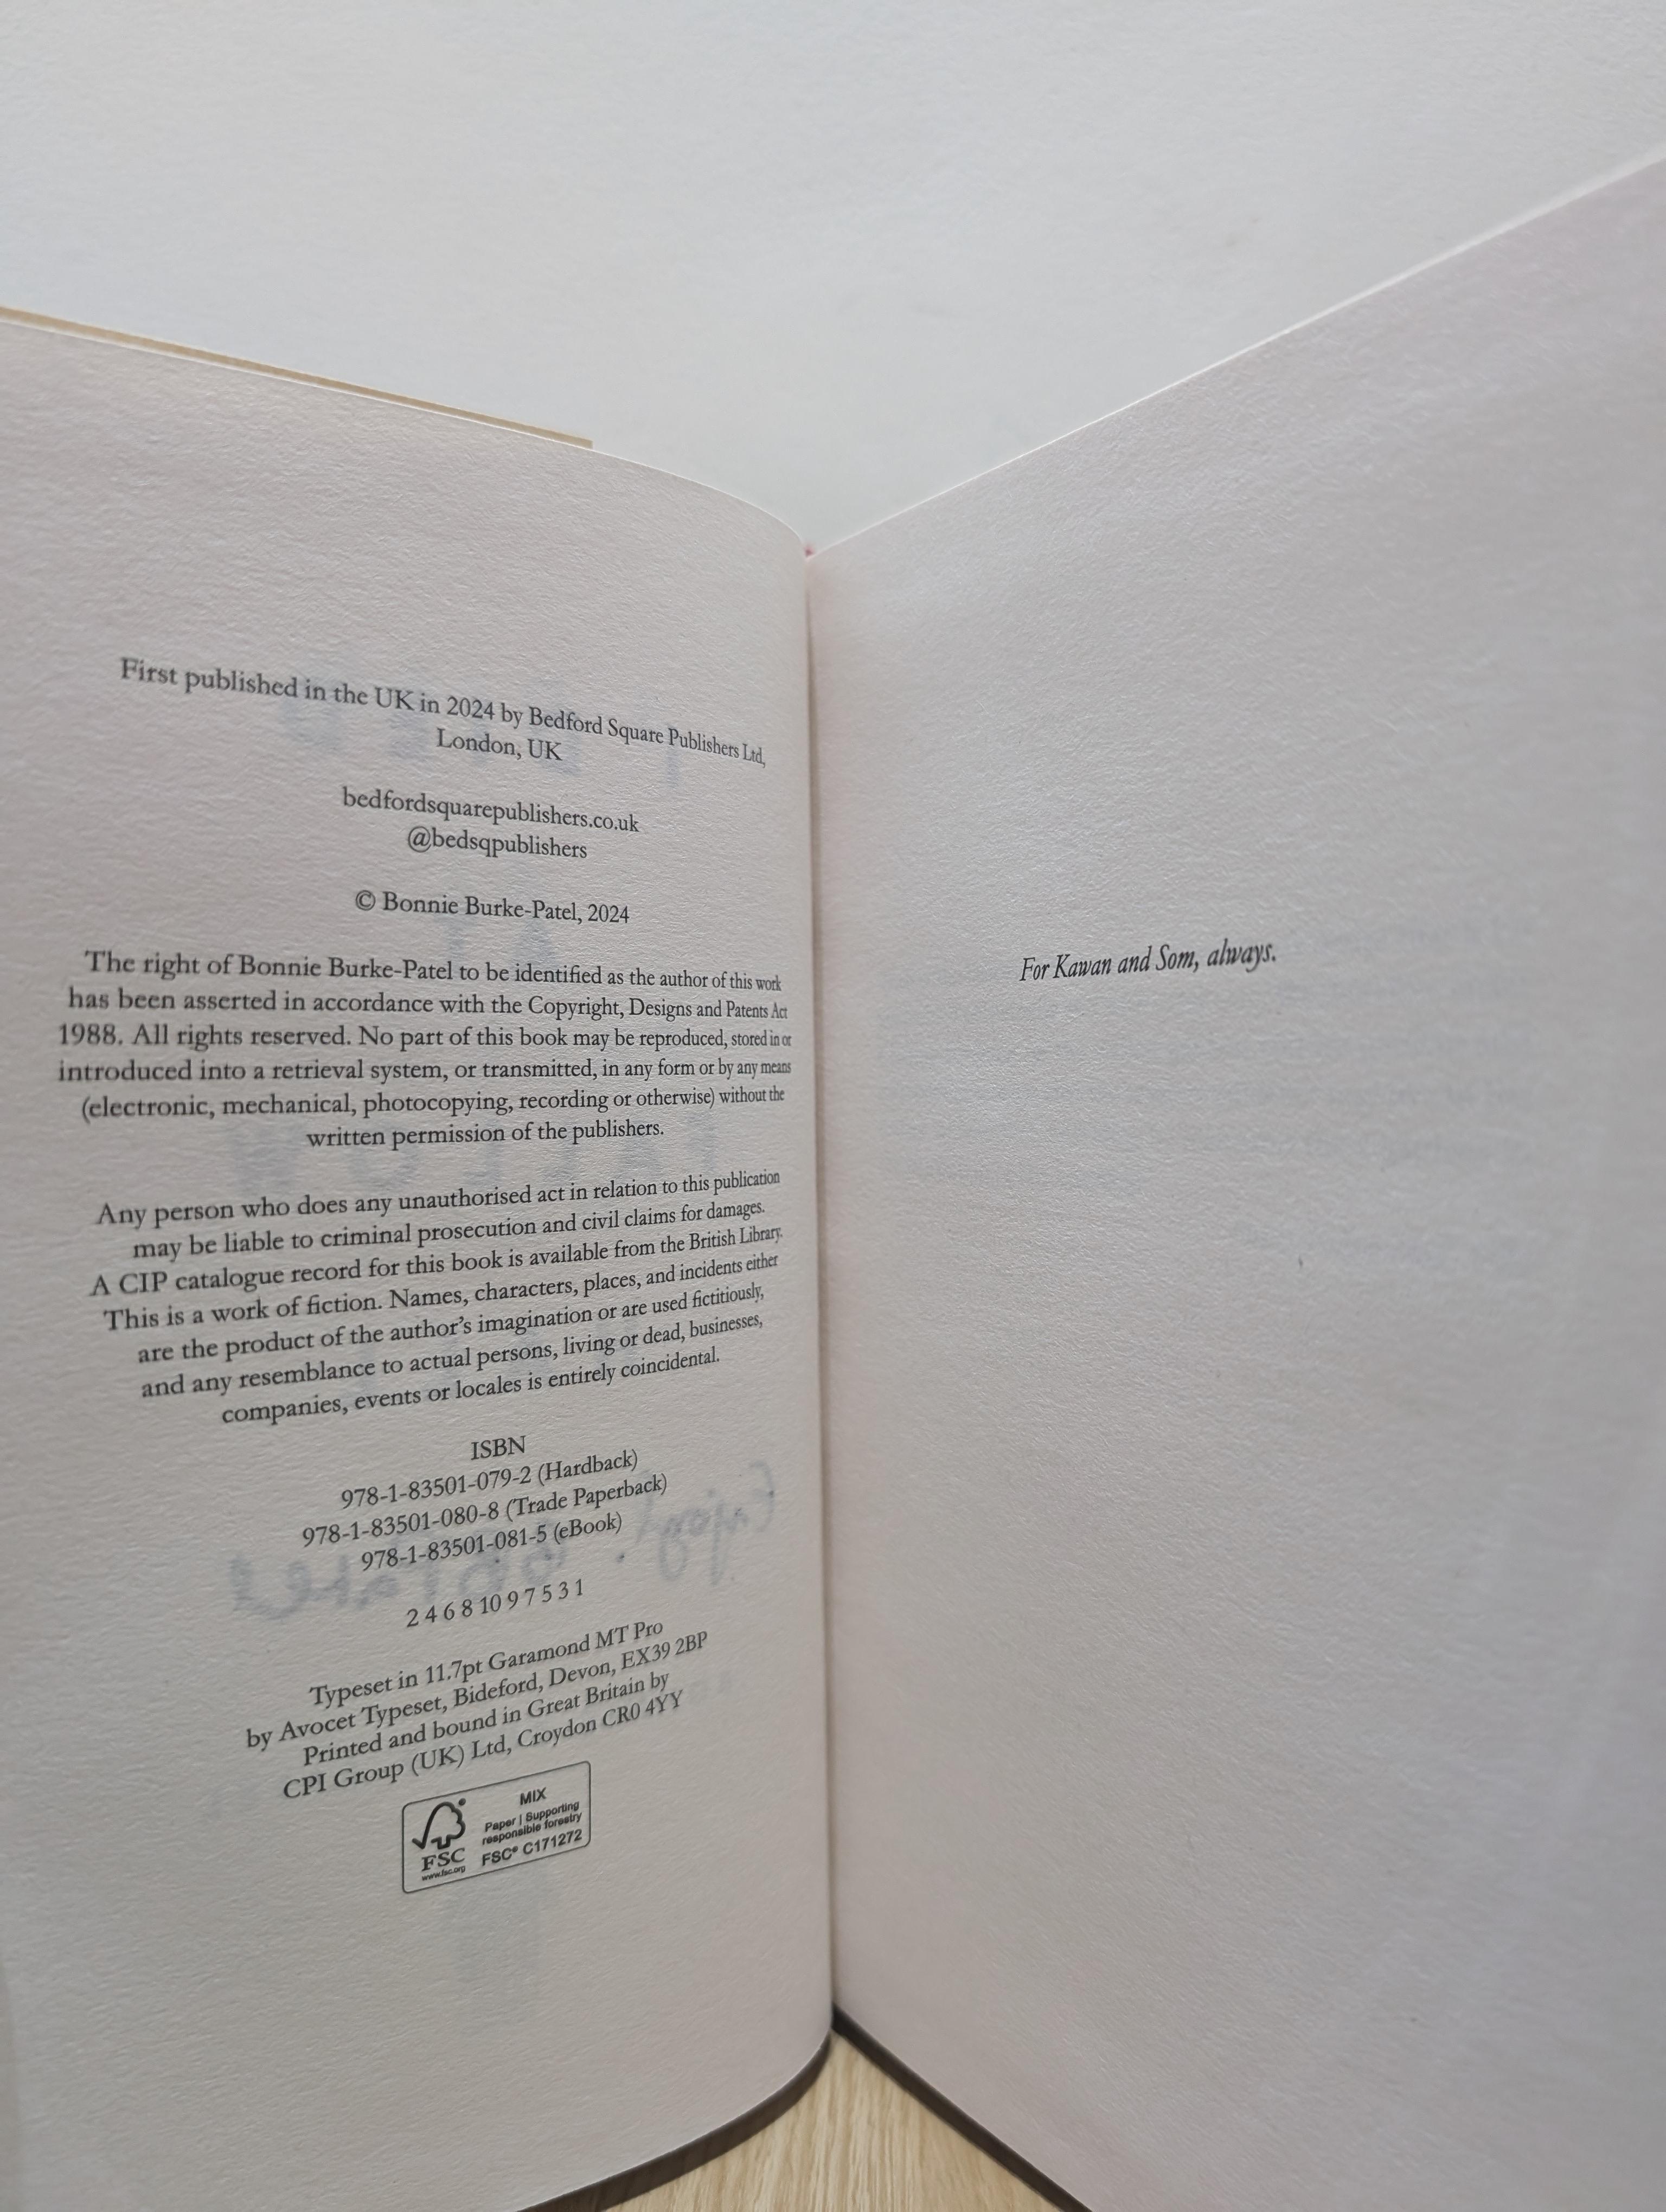 First published in the UK in 2024 by Bedford Square Publishers Ltd,
London, UK
bedfordsquarepublishers.co.uk
@bedsqpublishers
© Bonnie Burke-Patel, 2024
The right of Bonnie Burke-Patel to be identified as the author of this work
has been asserted in accordance with the Copyright, Designs and Patents Act
1988. All rights reserved. No part of this book may be reproduced, stored in or
introduced into a retrieval system, or transmitted, in any form or by any means
(electronic, mechanical, photocopying, recording or otherwise) without the
written permission of the publishers.
Any person who does any unauthorised act in relation to this publication
may be liable to criminal prosecution and civil claims for damages.
A CIP catalogue record for this book is available from the British Library.
This is a work of fiction. Names, characters, places, and incidents either
are the product of the author's imagination or are used fictitiously,
and any resemblance to actual persons, living or dead, businesses,
companies, events or locales is entirely coincidental.
ISBN
978-1-83501-079-2 (Hardback)
978-1-83501-080-8 (Trade Paperback)
978-1-83501-081-5 (eBook)
2 4 6 8 10 9 7 5 3 1
Typeset in 11.7pt Garamond MT Pro
by Avocet Typeset, Bideford, Devon, EX39 2BP
Printed and bound in Great Britain by
CPI Group (UK) Ltd, Croydon CR0 4YY
FSC
www.fsc.org
MIX
Paper | Supporting
responsible forestry
FSC® C171272
For Kawan and Som, always.